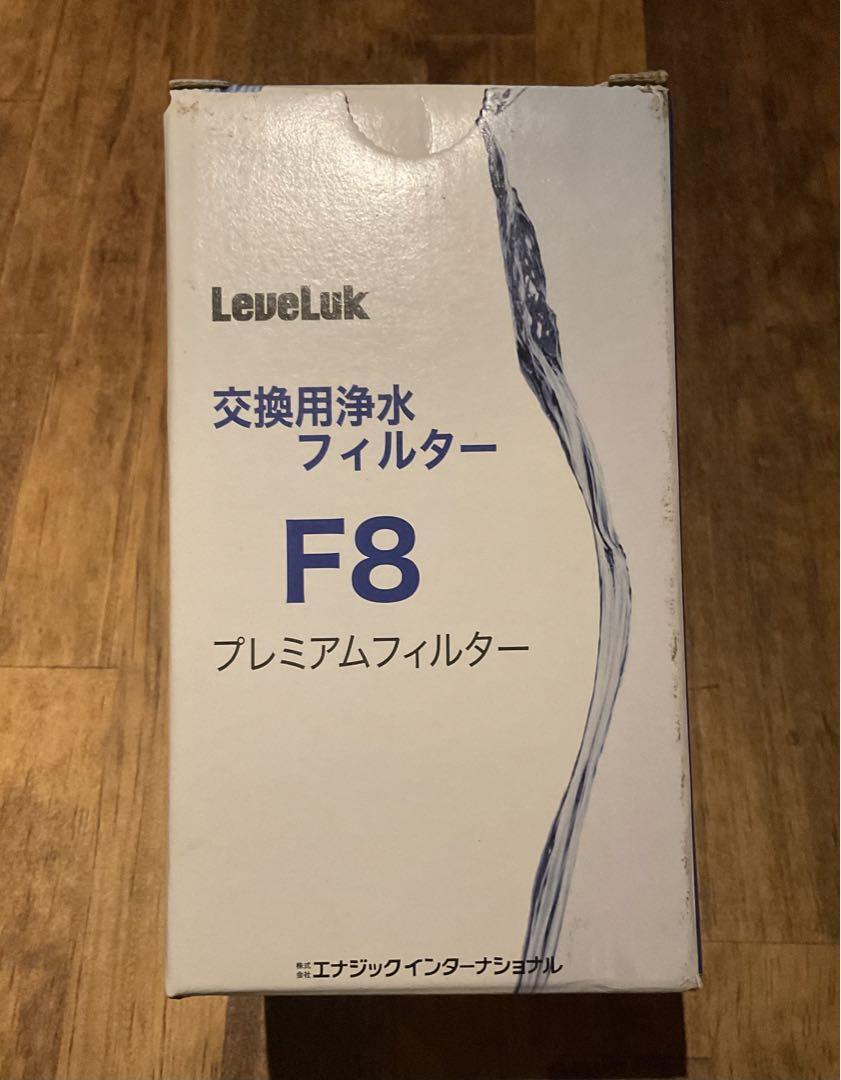 LeveLuk
交換用浄水
フィルター
F8
プレミアムフィルター
株式会社エナジックインターナショナル